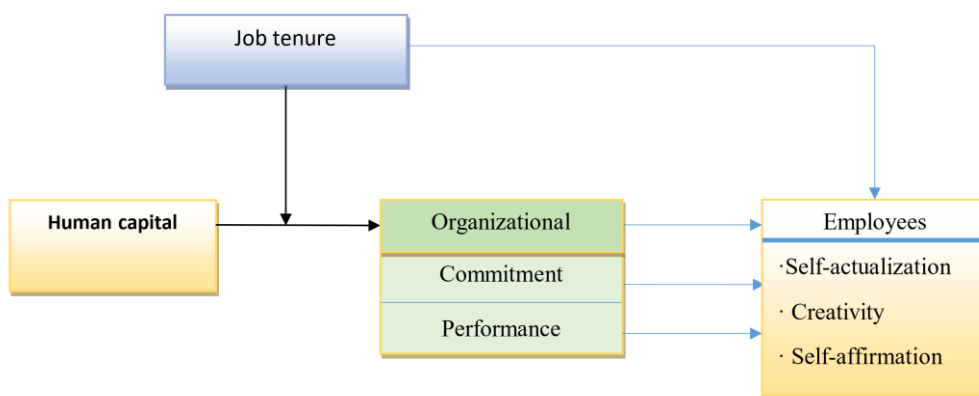 Job tenure
Human capital
Organizational
Commitment
Performance
Employees
·Self-actualization
· Creativity
· Self-affirmation